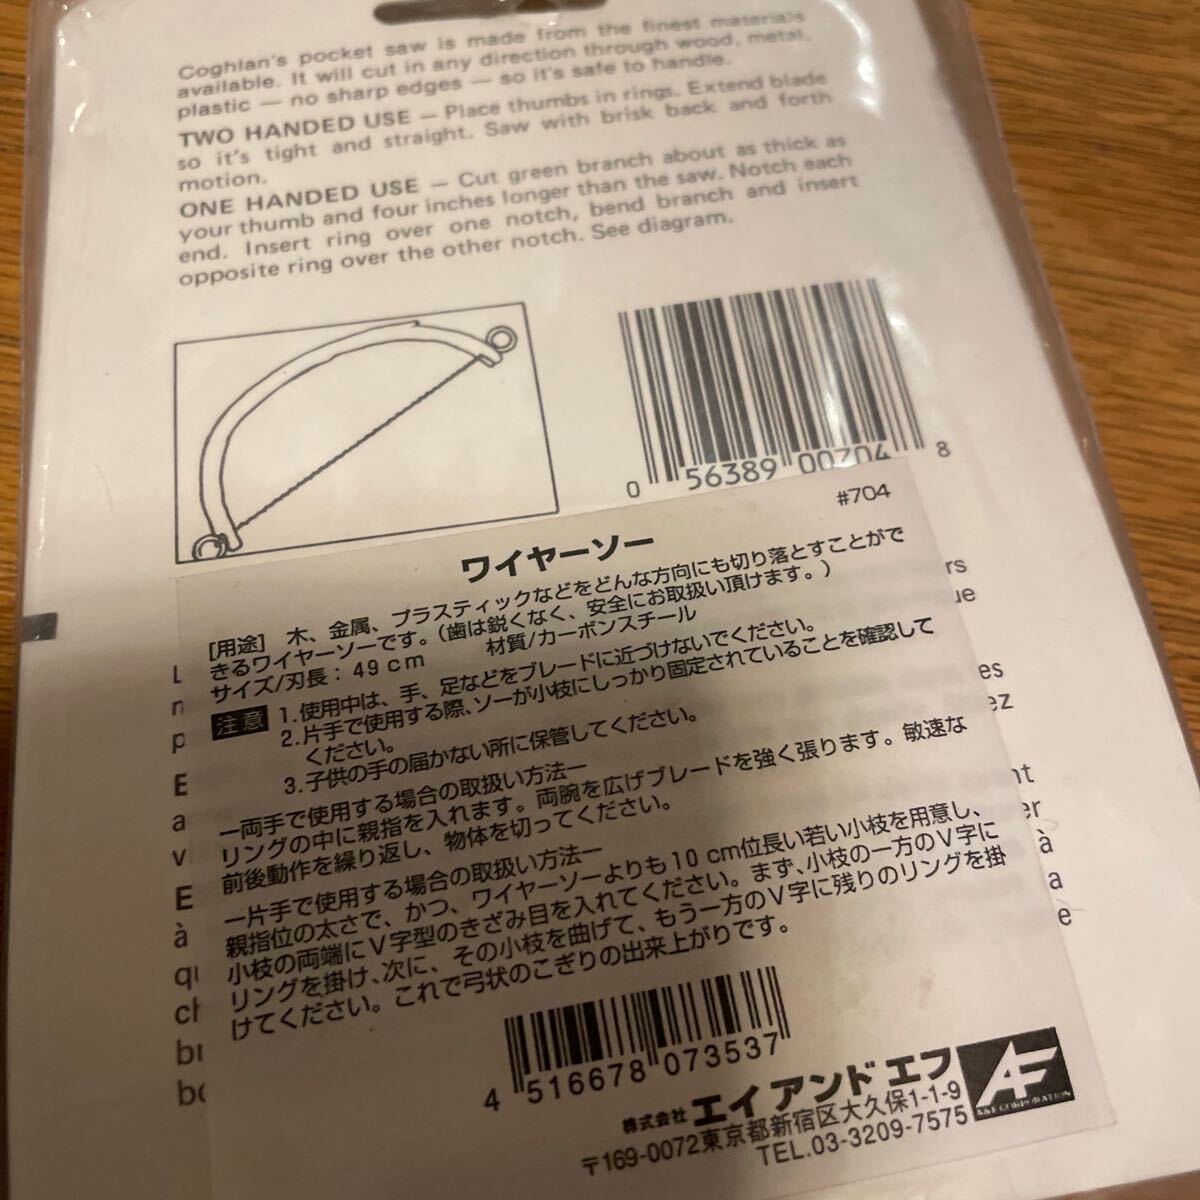 Coghlan's pocket saw is made from the finest materials
available. It will cut in any direction through wood, metal,
plastic — no sharp edges — so it's safe to handle.
TWO HANDED USE — Place thumbs in rings. Extend blade
so it's tight and straight. Saw with brisk back and forth
motion.
ONE HANDED USE — Cut green branch about as thick as
your thumb and four inches longer than the saw. Notch each
end. Insert ring over one notch, bend branch and insert
opposite ring over the other notch. See diagram.
0 56389 00704 8
#704
ワイヤーソー
[用途] 木、金属、プラスティックなどをどんな方向にも切り落とすことがで
きるワイヤーソーです。(歯は鋭くなく、安全にお取扱い頂けます。)
サイズ/刃長:49cm 材質/カーボンスチール
注意 1.使用中は、手、足などをブレードに近づけないでください。
2.片手で使用する際、ソーが小枝にしっかり固定されていることを確認して
ください。
3.子供の手の届かない所に保管してください。
ー両手で使用する場合の取扱い方法ー
リングの中に親指を入れます。両腕を広げブレードを強く張ります。敏速な
前後動作を繰り返し、物体を切ってください。
ー片手で使用する場合の取扱い方法ー
親指位の太さで、かつ、ワイヤーソーよりも10cm位長い若い小枝を用意し、
小枝の両端にV字型のきざみ目を入れてください。まず、小枝の一方のV字に
リングを掛け、次に、その小枝を曲げて、もう一方のV字に残りのリングを掛
けてください。これで弓状のこぎりの出来上がりです。
4 516678 073537
株式会社 エイアンドエフ
AF
A&F CORPORATION
〒169-0072東京都新宿区大久保1-1-9
TEL.03-3209-7575